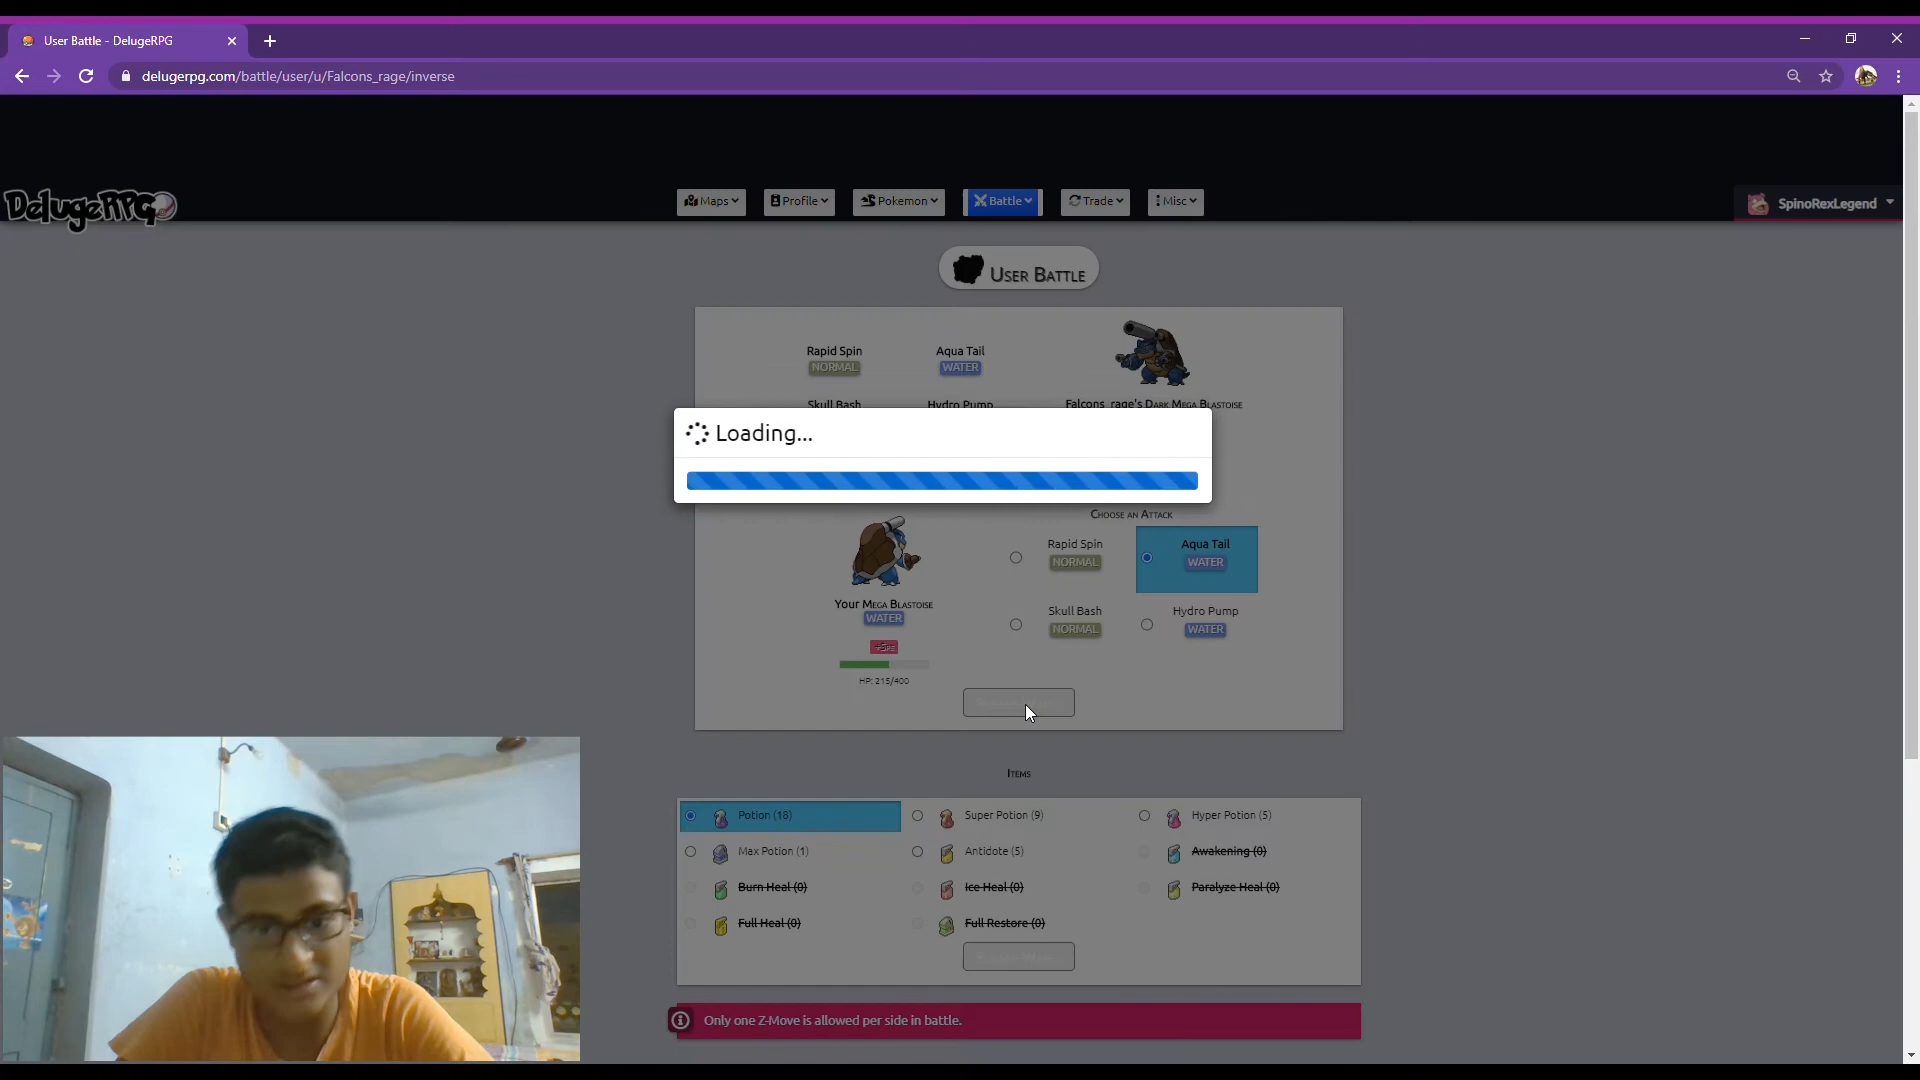 User Battle - DelugeRPG
delugerpg.com/battle/user/u/Falcons_rage/inverse
DelugeRPG
Maps
Profile
Pokemon
Battle
Trade
Misc
SpinoRexLegend
User Battle
Rapid Spin
NORMAL
Aqua Tail
WATER
Skull Bash
Hydro Pump
Falcons_rage's Dark Mega Blastoise
Loading...
Choose an Attack
Rapid Spin
NORMAL
Aqua Tail
WATER
Skull Bash
NORMAL
Hydro Pump
WATER
Your Mega Blastoise
WATER
HP: 215/400
Items
Potion (18)
Super Potion (9)
Hyper Potion (5)
Max Potion (1)
Antidote (5)
Awakening (0)
Burn Heal (0)
Ice Heal (0)
Paralyze Heal (0)
Full Heal (0)
Full Restore (0)
Only one Z-Move is allowed per side in battle.